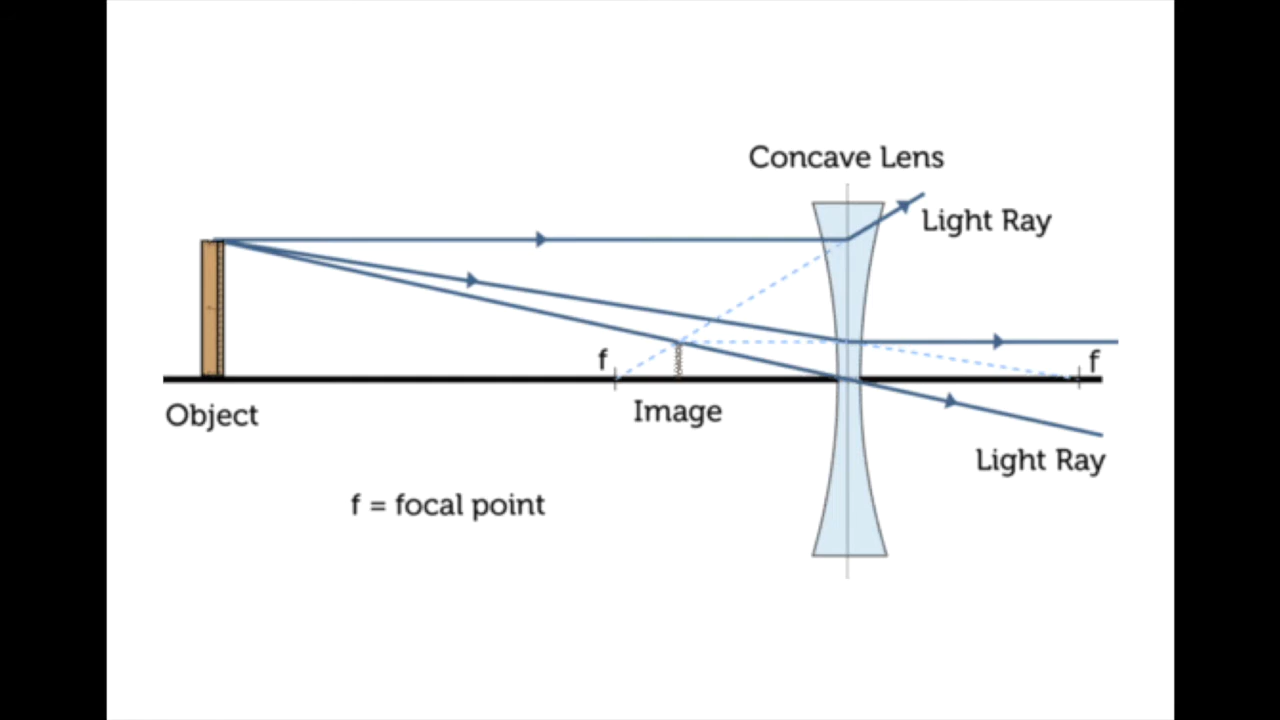 Concave Lens
Light Ray
f
f
Object
Image
Light Ray
f = focal point